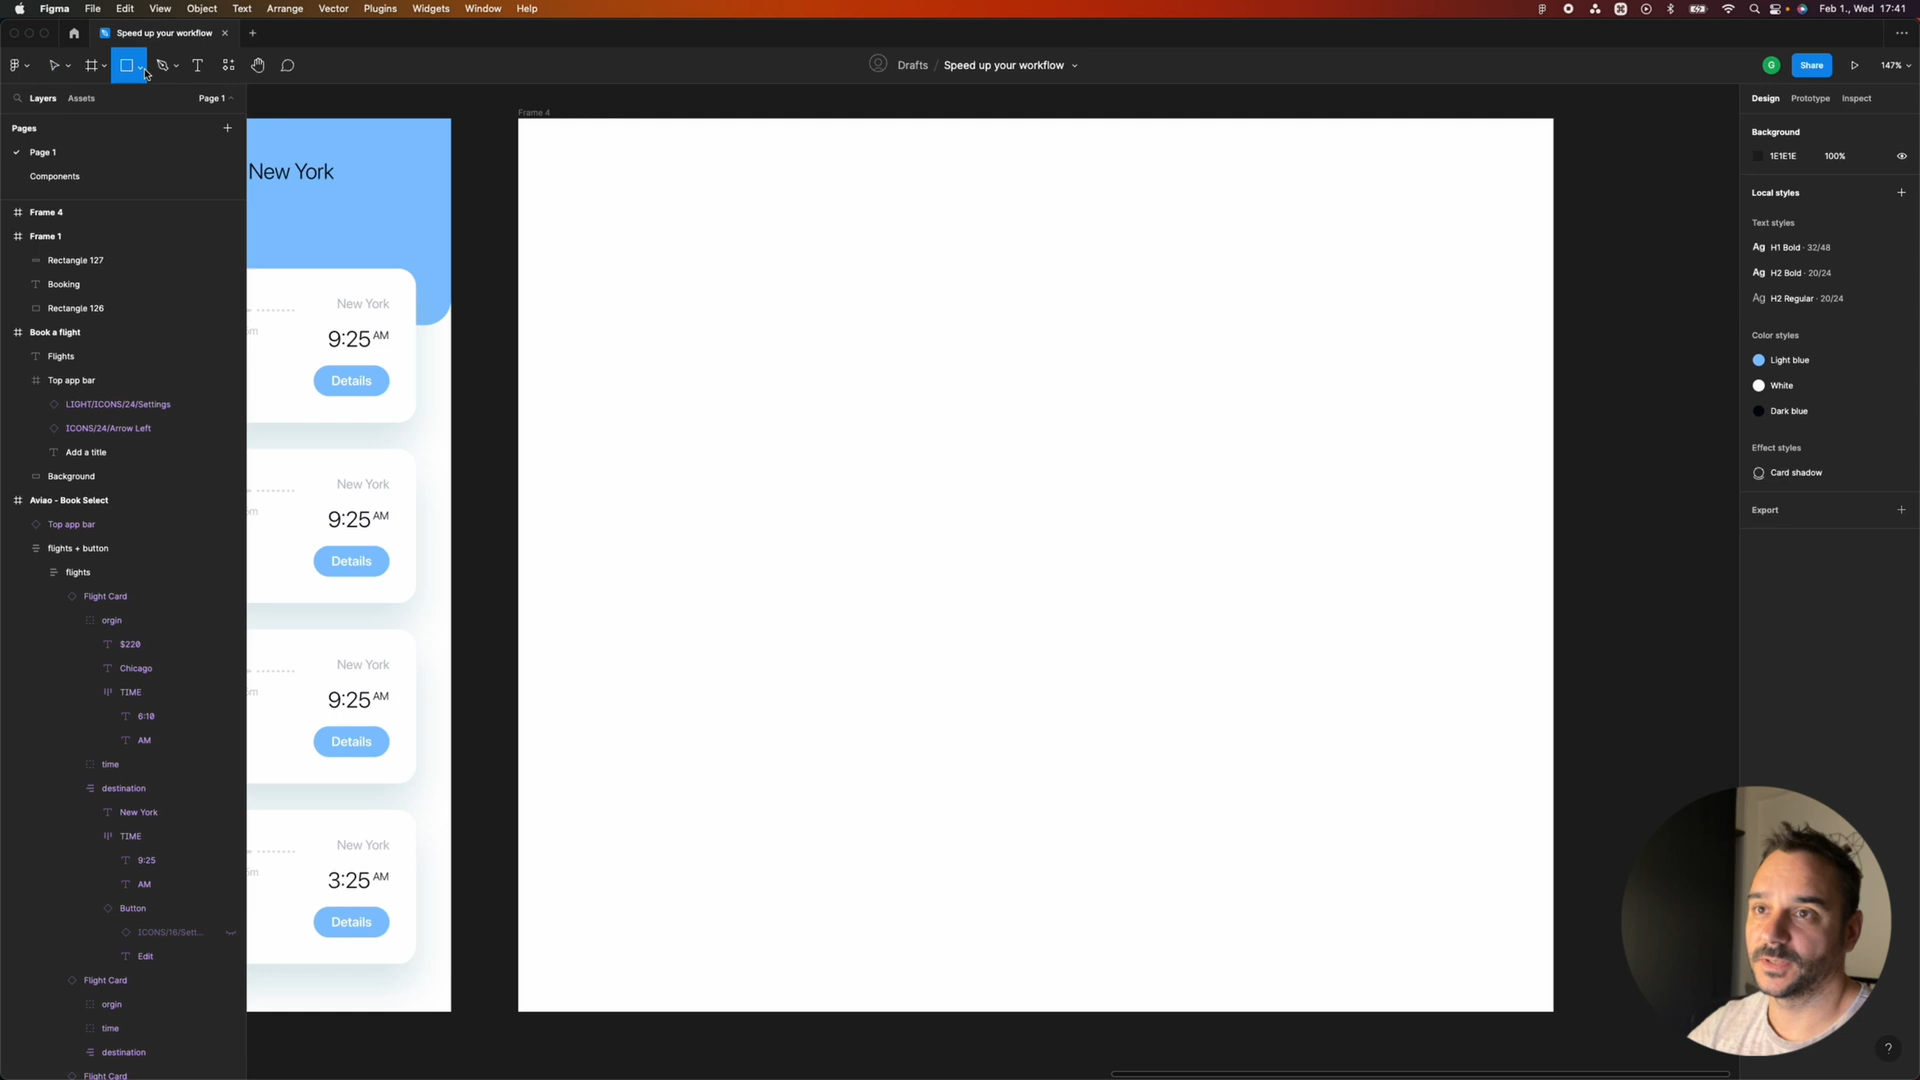 Figma File Edit View Object Text Arrange Vector Plugins Widgets Window Help Feb 1., Wed 17:41
Speed up your workflow
Drafts / Speed up your workflow G Share 147%
Layers Assets Page 1
Pages
Page 1
Components
Frame 4
Frame 1
Rectangle 127
Booking
Rectangle 126
Book a flight
Flights
Top app bar
LIGHT/ICONS/24/Settings
ICONS/24/Arrow Left
Add a title
Background
Aviao - Book Select
Top app bar
flights + button
flights
Flight Card
orgin
$220
Chicago
TIME
6:10
AM
time
destination
New York
TIME
9:25
AM
Button
ICONS/16/Sett...
Edit
Flight Card
orgin
time
destination
Flight Card
New York
New York
9:25 AM
Details
New York
9:25 AM
Details
New York
9:25 AM
Details
New York
3:25 AM
Details
Frame 4
Design Prototype Inspect
Background
1E1E1E 100%
Local styles
Text styles
Ag H1 Bold · 32/48
Ag H2 Bold · 20/24
Ag H2 Regular · 20/24
Color styles
Light blue
White
Dark blue
Effect styles
Card shadow
Export
?